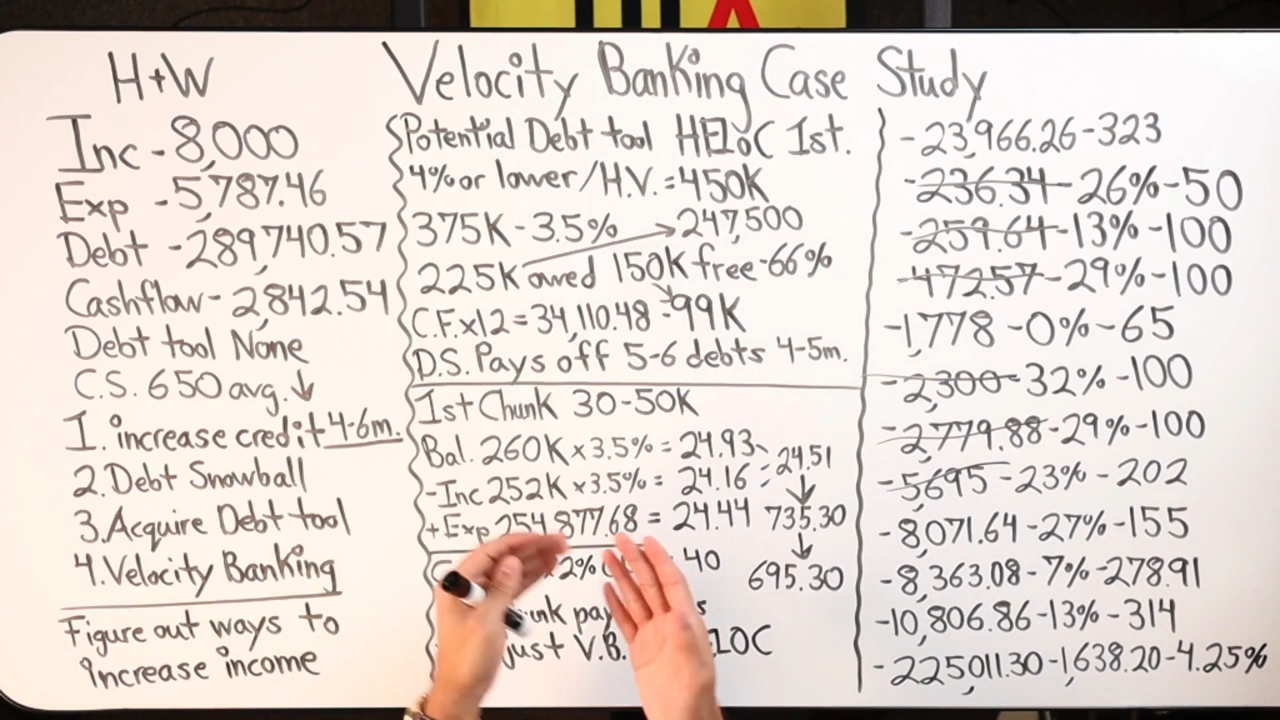 H+W
Velocity Banking Case Study
Inc - 8,000
Exp - 5,787.46
Debt - 289,740.57
Cashflow - 2,842.54
Debt tool None
C.S. 650 avg. ↓
1. increase credit 4-6m.
2. Debt Snowball
3. Acquire Debt tool
4. Velocity Banking
Figure out ways to
increase income
Potential Debt tool HELOC 1st.
4% or lower / H.V. = 450K
375K - 3.5% → 247,500
225K owed 150K free - 66%
C.F. x 12 = 34,110.48 = 99K
D.S. Pays off 5-6 debts 4-5m.
1st Chunk 30-50K
Bal. 260K x 3.5% = 24.93
- Inc 252K x 3.5% = 24.16 = 24.51
+ Exp 254,877.68 = 24.44 735.30
2% 40 695.30
V.B.
- 23,966.26 - 323
- 236.34 - 26% - 50
- 259.64 - 13% - 100
- 472.57 - 29% - 100
- 1,778 - 0% - 65
- 2,300 - 32% - 100
- 2,779.88 - 29% - 100
- 5695 - 23% - 202
- 8,071.64 - 27% - 155
- 8,363.08 - 7% - 278.91
- 10,806.86 - 13% - 314
- 225,011.30 - 1,638.20 - 4.25%